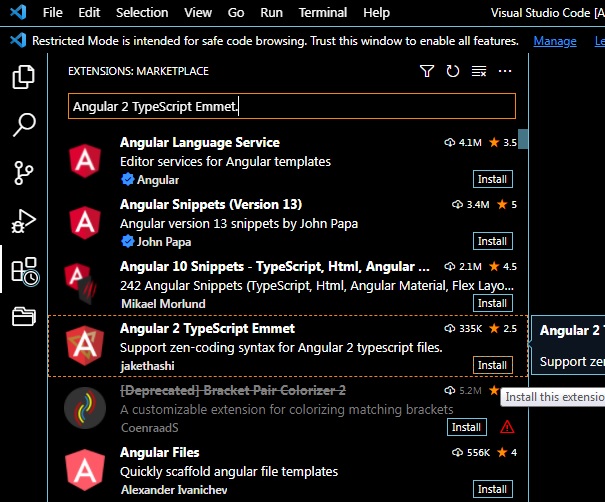 File Edit Selection View Go Run Terminal Help Visual Studio Code [A
Restricted Mode is intended for safe code browsing. Trust this window to enable all features. Manage Le
EXTENSIONS: MARKETPLACE
Angular 2 TypeScript Emmet.
Angular Language Service 4.1M 3.5
Editor services for Angular templates
Angular Install
Angular Snippets (Version 13) 3.4M 5
Angular version 13 snippets by John Papa
John Papa Install
Angular 10 Snippets - TypeScript, Html, Angular ... 2.1M 4.5
242 Angular Snippets (TypeScript, Html, Angular Material, Flex Layo...
Mikael Morlund Install
Angular 2 TypeScript Emmet 335K 2.5
Support zen-coding syntax for Angular 2 typescript files.
jakethashi Install
Angular 2 T
Support zen
Install this extensio
[Deprecated] Bracket Pair Colorizer 2 5.2M
A customizable extension for colorizing matching brackets
CoenraadS Install
Angular Files 556K 4
Quickly scaffold angular file templates
Alexander Ivanichev Install